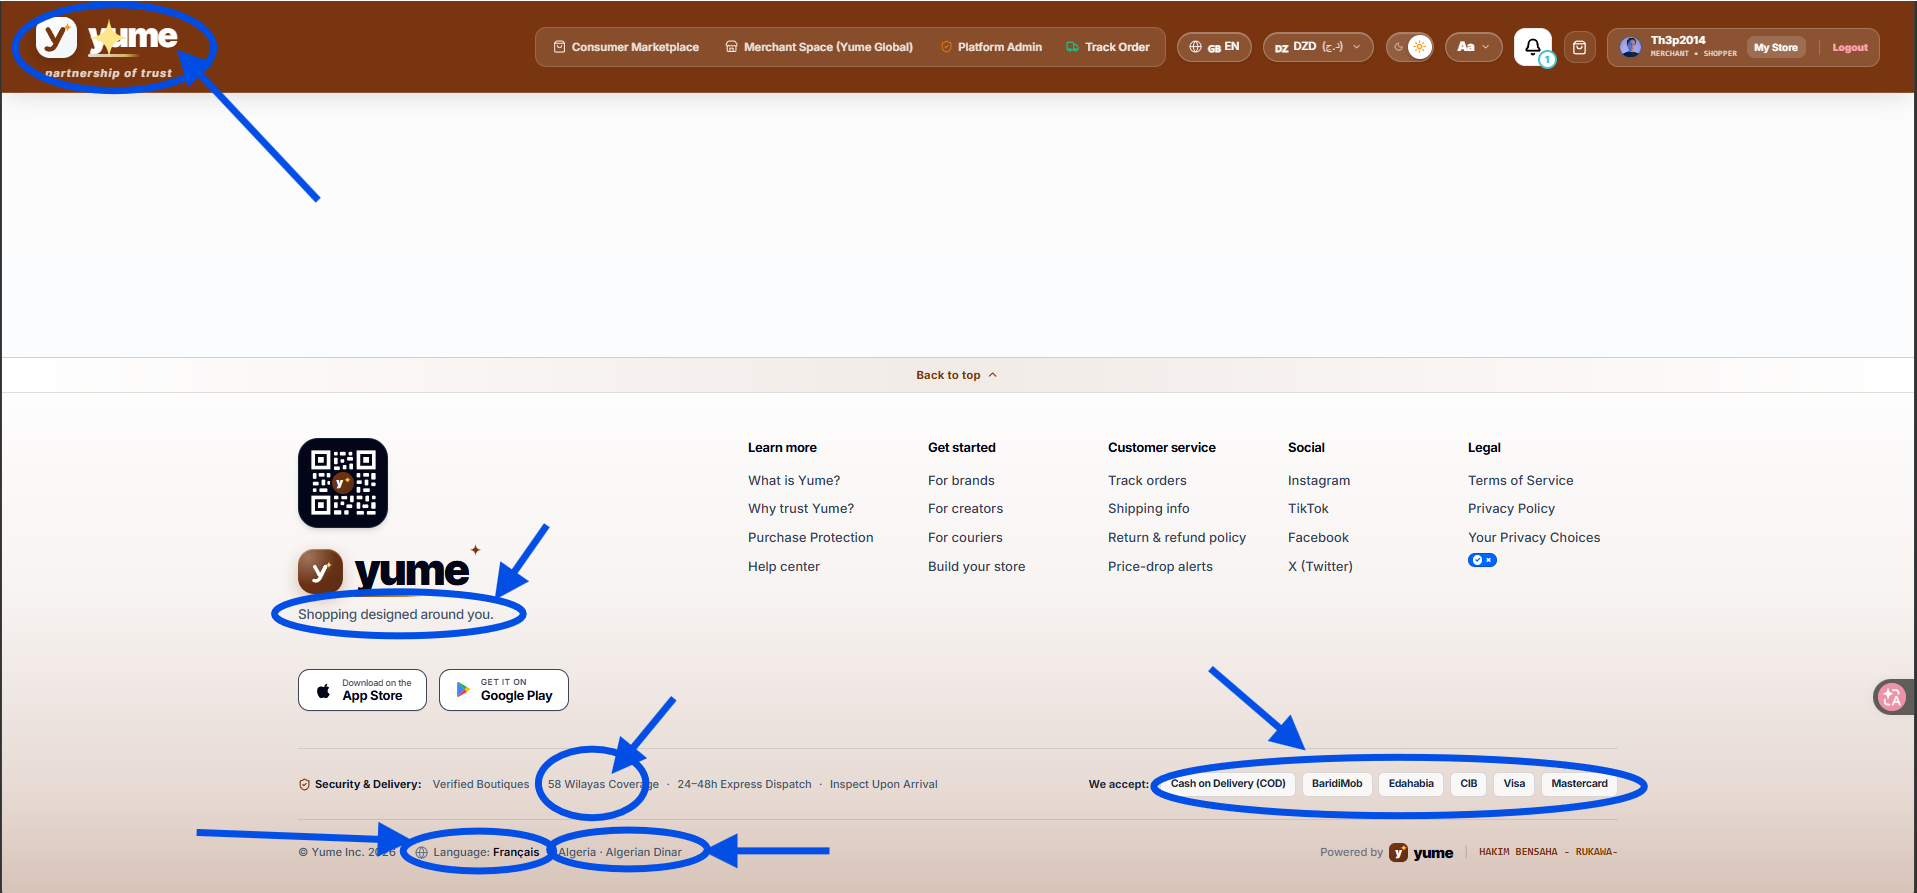 yume
partnership of trust
Consumer Marketplace
Merchant Space (Yume Global)
Platform Admin
Track Order
GB EN
DZ DZD (د.ج)
Aa
1
Th3p2014
MERCHANT • SHOPPER
My Store
Logout
Back to top
yume
Shopping designed around you.
Download on the
App Store
GET IT ON
Google Play
Learn more
What is Yume?
Why trust Yume?
Purchase Protection
Help center
Get started
For brands
For creators
For couriers
Build your store
Customer service
Track orders
Shipping info
Return & refund policy
Price-drop alerts
Social
Instagram
TikTok
Facebook
X (Twitter)
Legal
Terms of Service
Privacy Policy
Your Privacy Choices
Security & Delivery: Verified Boutiques 58 Wilayas Coverage · 24–48h Express Dispatch · Inspect Upon Arrival
We accept: Cash on Delivery (COD) BaridiMob Edahabia CIB Visa Mastercard
© Yume Inc. 2026 Language: Français Algeria · Algerian Dinar
Powered by yume HAKIM BENSAHA - RUKAWA-